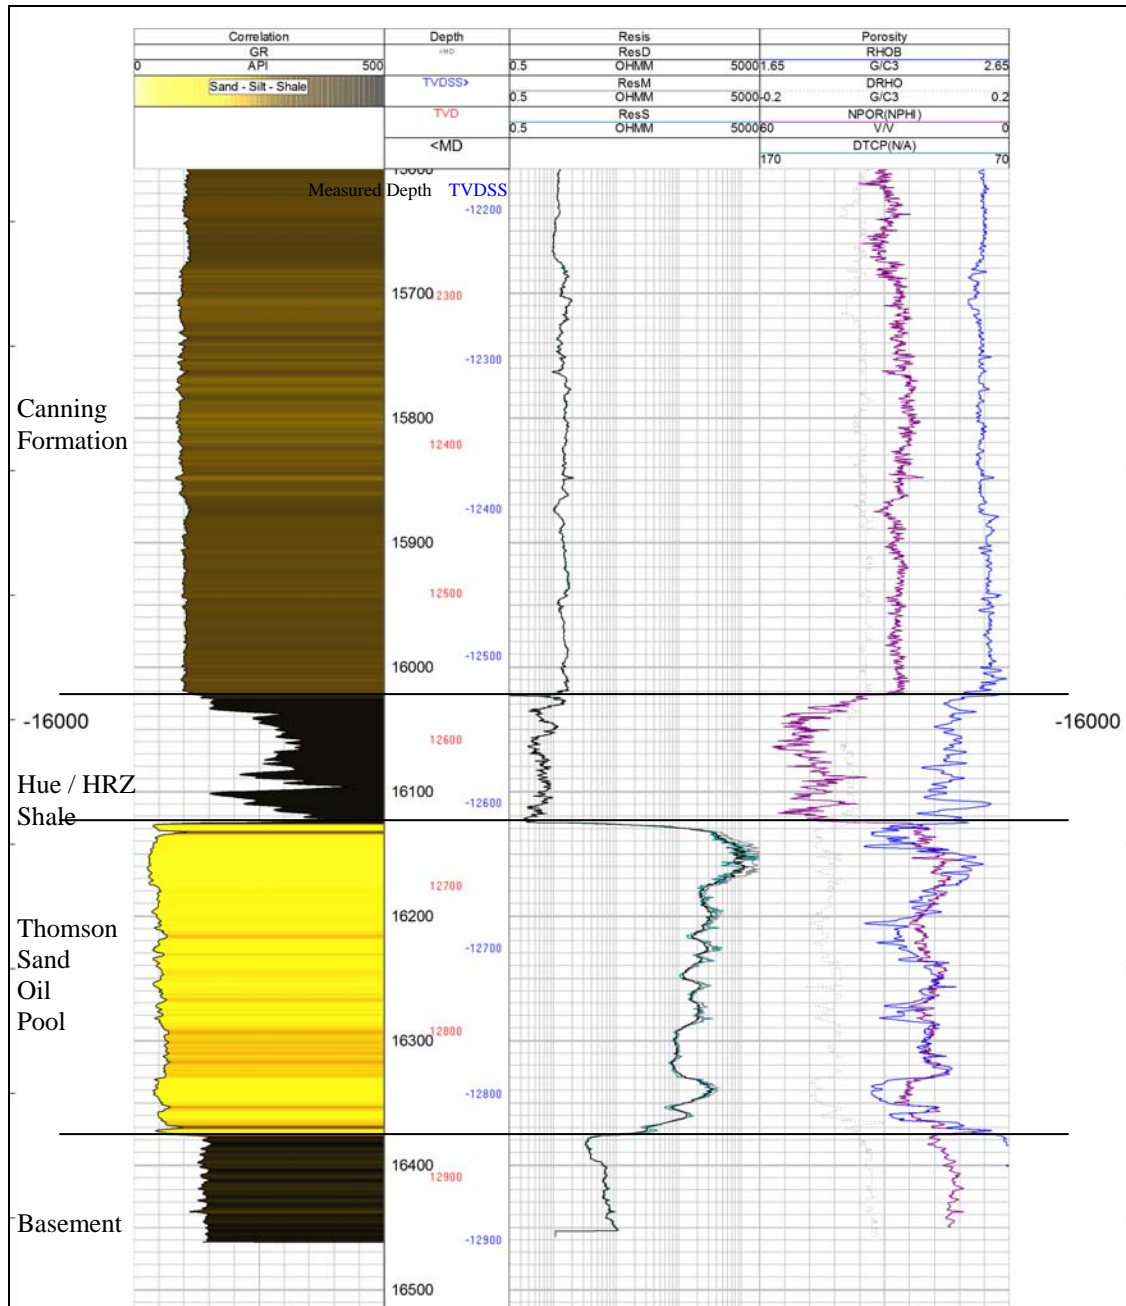 Correlation Depth Resis Porosity
GR <MD ResD RHOB
0 API 500 0.5 OHMM 5000 1.65 G/C3 2.65
Sand - Silt - Shale TVDSS> ResM DRHO
0.5 OHMM 5000 -0.2 G/C3 0.2
TVD ResS NPOR(NPHI)
0.5 OHMM 5000 60 V/V 0
<MD DTCP(N/A)
170 70
Measured Depth TVDSS
-12200
15700 12300
-12300
Canning
Formation
15800
12400
-12400
15900
12500
-12500
16000
-16000 -16000
12600
Hue / HRZ
Shale
16100
-12600
12700
16200
Thomson
Sand
Oil
Pool
-12700
12800
16300
-12800
16400
12900
Basement
-12900
16500